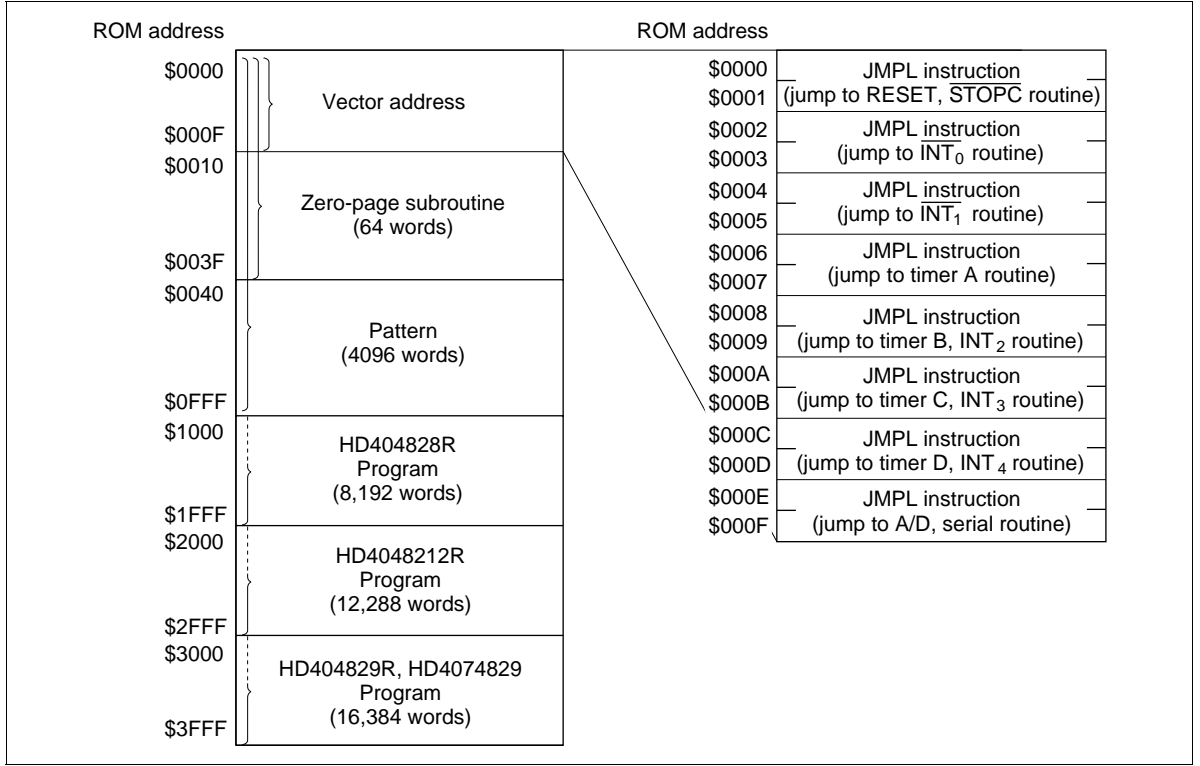 ROM address
$0000
Vector address
$000F
$0010
Zero-page subroutine
(64 words)
$003F
$0040
Pattern
(4096 words)
$0FFF
$1000
HD404828R
Program
(8,192 words)
$1FFF
$2000
HD4048212R
Program
(12,288 words)
$2FFF
$3000
HD404829R, HD4074829
Program
(16,384 words)
$3FFF
ROM address
$0000
JMPL instruction
$0001
(jump to RESET, STOPC routine)
$0002
JMPL instruction
$0003
(jump to INT0 routine)
$0004
JMPL instruction
$0005
(jump to INT1 routine)
$0006
JMPL instruction
$0007
(jump to timer A routine)
$0008
JMPL instruction
$0009
(jump to timer B, INT2 routine)
$000A
JMPL instruction
$000B
(jump to timer C, INT3 routine)
$000C
JMPL instruction
$000D
(jump to timer D, INT4 routine)
$000E
JMPL instruction
$000F
(jump to A/D, serial routine)